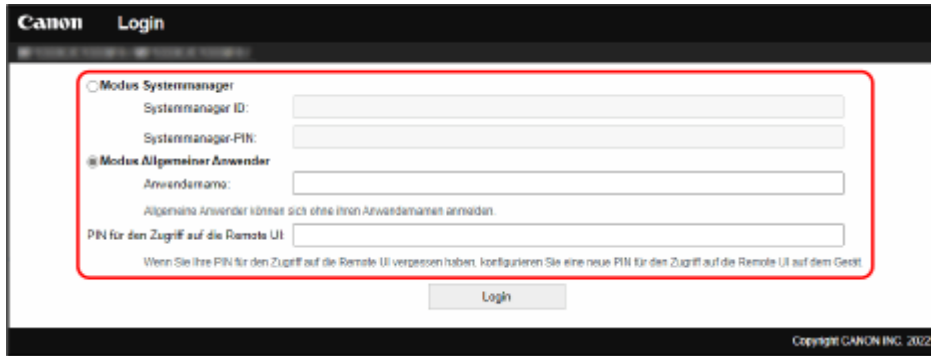 Canon Login
Modus Systemmanager
Systemmanager ID:
Systemmanager-PIN:
Modus Allgemeiner Anwender
Anwendername:
Allgemeine Anwender können sich ohne ihren Anwendernamen anmelden.
PIN für den Zugriff auf die Remote UI:
Wenn Sie Ihre PIN für den Zugriff auf die Remote UI vergessen haben, konfigurieren Sie eine neue PIN für den Zugriff auf die Remote UI auf dem Gerät.
Login
Copyright CANON INC. 2022